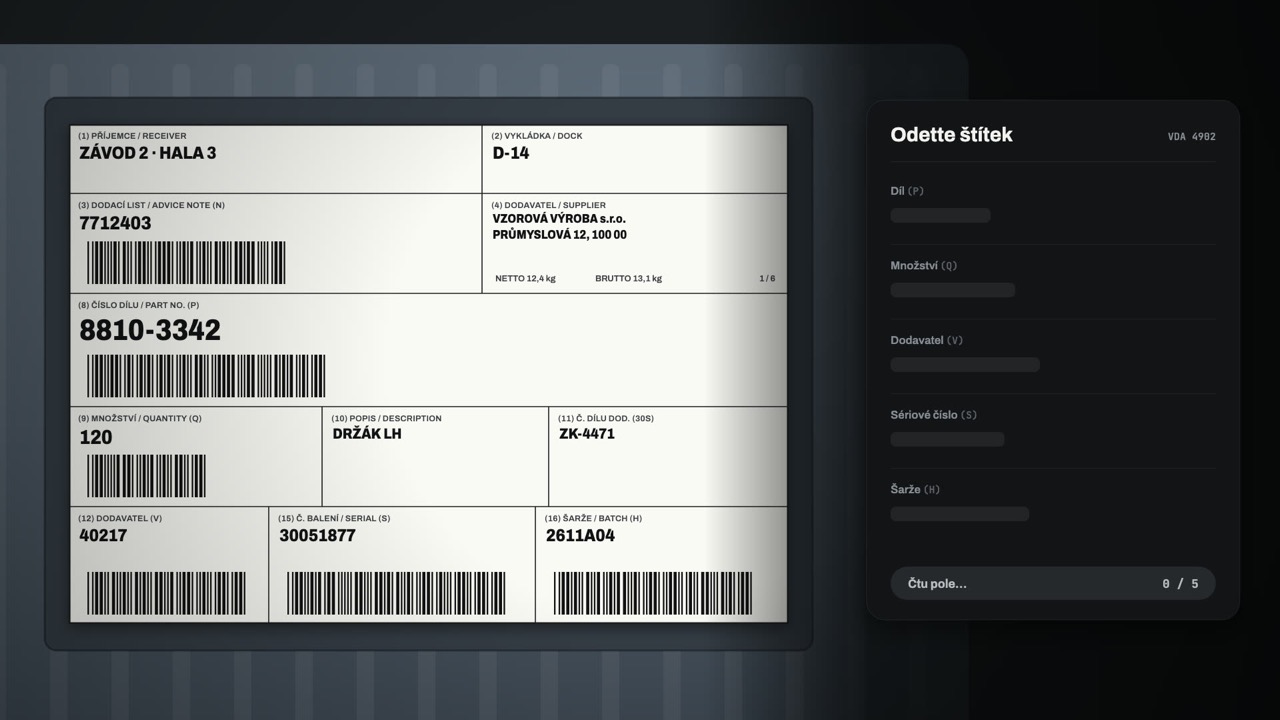 (1) PŘÍJEMCE / RECEIVER
ZÁVOD 2 · HALA 3
(2) VYKLÁDKA / DOCK
D-14
(3) DODACÍ LIST / ADVICE NOTE (N)
7712403
(4) DODAVATEL / SUPPLIER
VZOROVÁ VÝROBA s.r.o.
PRŮMYSLOVÁ 12, 100 00
NETTO 12,4 kg BRUTTO 13,1 kg 1 / 6
(8) ČÍSLO DÍLU / PART NO. (P)
8810-3342
(9) MNOŽSTVÍ / QUANTITY (Q)
120
(10) POPIS / DESCRIPTION
DRŽÁK LH
(11) Č. DÍLU DOD. (30S)
ZK-4471
(12) DODAVATEL (V)
40217
(15) Č. BALENÍ / SERIAL (S)
30051877
(16) ŠARŽE / BATCH (H)
2611A04
Odette štítek VDA 4902
Díl (P)
Množství (Q)
Dodavatel (V)
Sériové číslo (S)
Šarže (H)
Čtu pole… 0 / 5